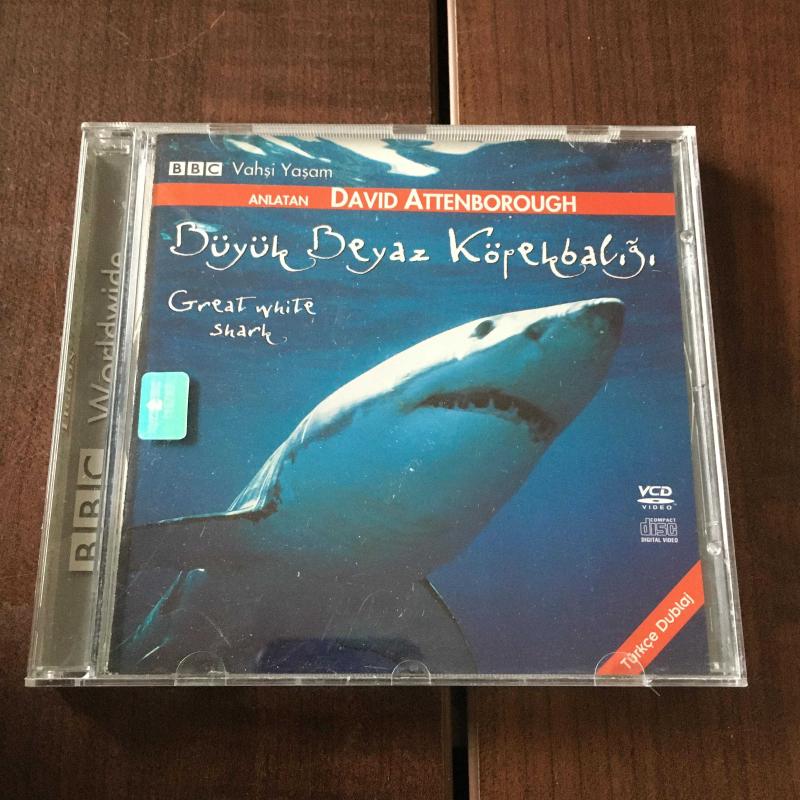 BBC Vahşi Yaşam
ANLATAN DAVID ATTENBOROUGH
Büyük Beyaz Köpekbalığı
Great white
shark
VCD
VIDEO
COMPACT
disc
DIGITAL VIDEO
Türkçe Dublaj
BBC Worldwide